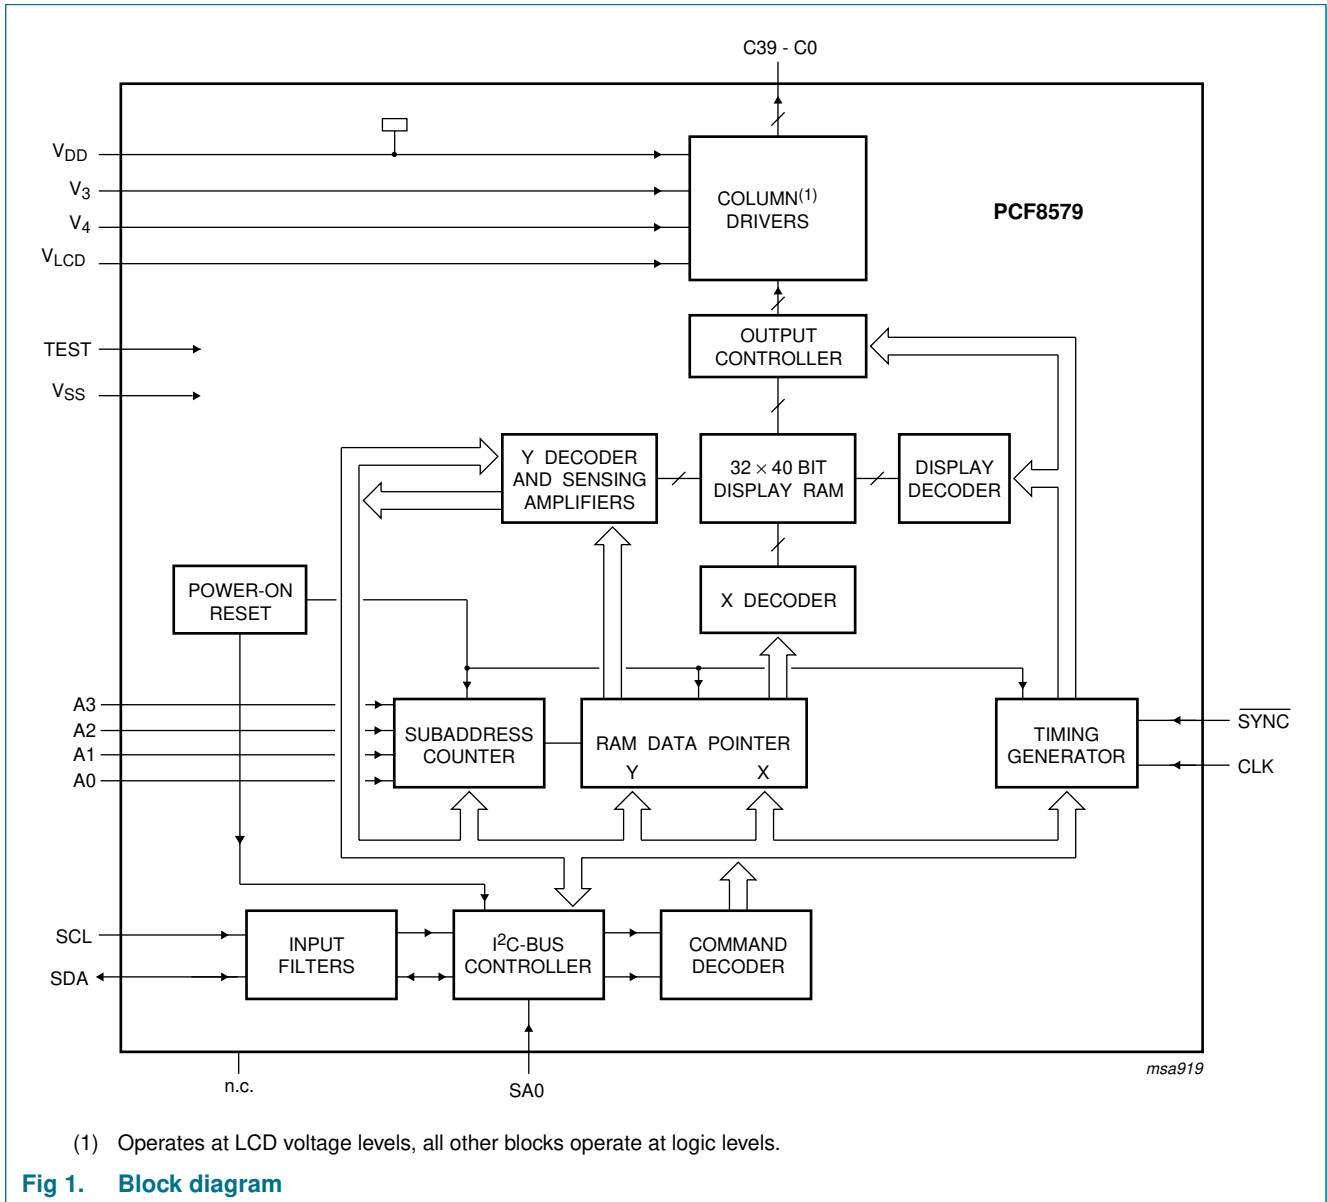 C39 - C0
VDD
V3
V4
VLCD
COLUMN(1)
DRIVERS
PCF8579
TEST
VSS
OUTPUT
CONTROLLER
Y DECODER
AND SENSING
AMPLIFIERS
32 × 40 BIT
DISPLAY RAM
DISPLAY
DECODER
POWER-ON
RESET
X DECODER
A3
A2
A1
A0
SUBADDRESS
COUNTER
RAM DATA POINTER
Y X
TIMING
GENERATOR
SYNC
CLK
SCL
SDA
INPUT
FILTERS
I2C-BUS
CONTROLLER
COMMAND
DECODER
n.c.
SA0
msa919
(1) Operates at LCD voltage levels, all other blocks operate at logic levels.
Fig 1. Block diagram